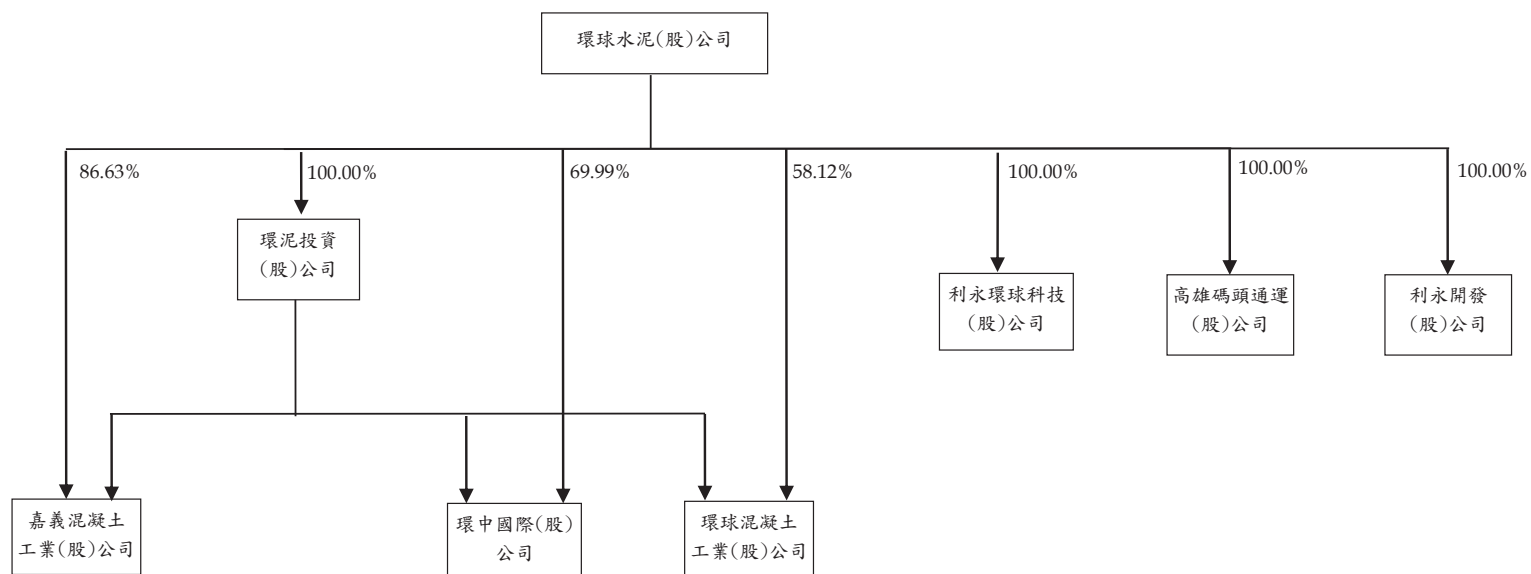 環球水泥(股)公司
86.63%
100.00%
69.99%
58.12%
100.00%
100.00%
100.00%
環泥投資
(股)公司
利永環球科技
(股)公司
高雄碼頭通運
(股)公司
利永開發
(股)公司
嘉義混凝土
工業(股)公司
環中國際(股)
公司
環球混凝土
工業(股)公司